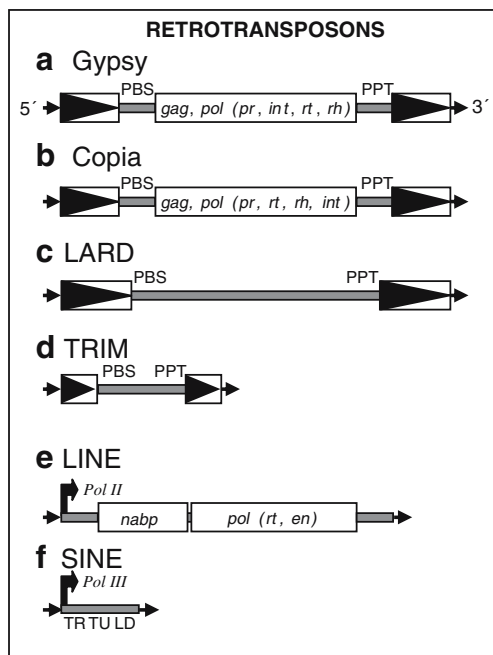 RETROTRANSPOSONS
a Gypsy
5´ PBS gag, pol (pr, int, rt, rh) PPT 3´
b Copia
PBS gag, pol (pr, rt, rh, int) PPT
c LARD
PBS PPT
d TRIM
PBS PPT
e LINE
Pol II
nabp pol (rt, en)
f SINE
Pol III
TR TU LD